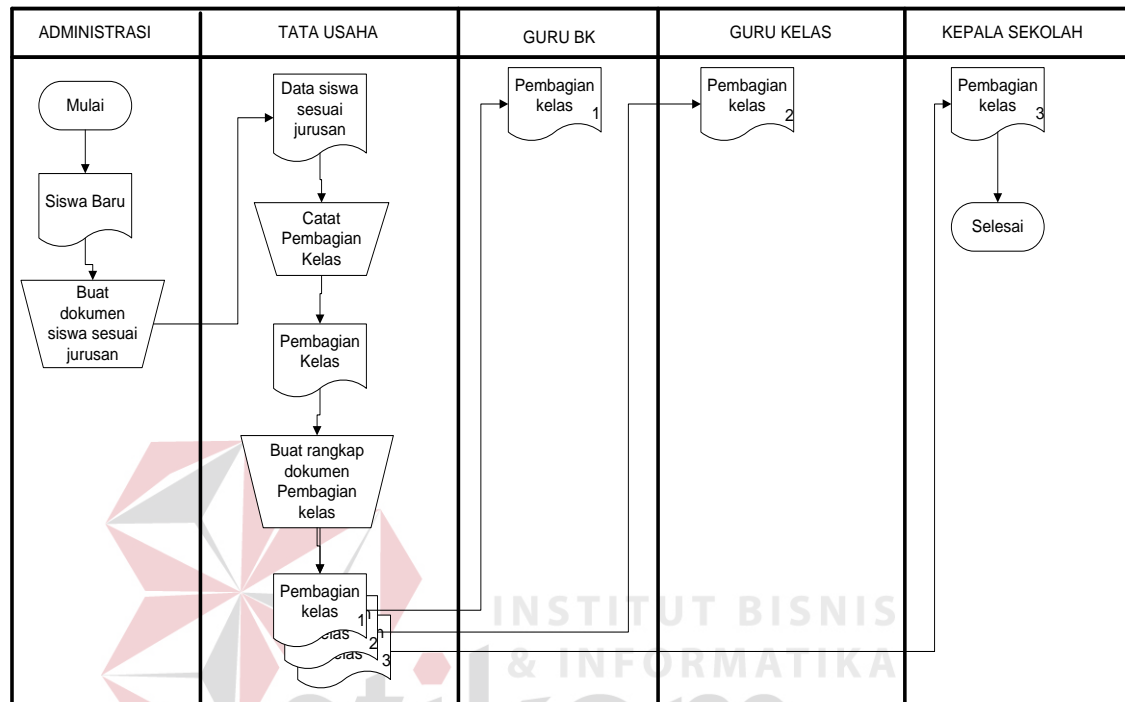 ADMINISTRASI
TATA USAHA
GURU BK
GURU KELAS
KEPALA SEKOLAH
Mulai
Siswa Baru
Buat
dokumen
siswa sesuai
jurusan
Data siswa
sesuai
jurusan
Catat
Pembagian
Kelas
Pembagian
Kelas
Buat rangkap
dokumen
Pembagian
kelas
Pembagian
kelas
1
2
3
Pembagian
kelas
1
Pembagian
kelas
2
Pembagian
kelas
3
Selesai
INSTITUT BISNIS
& INFORMATIKA